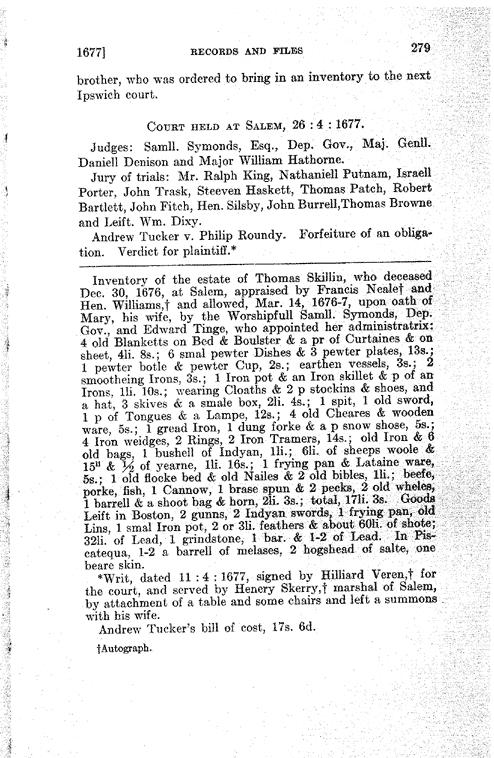 1677] RECORDS AND FILES 279
brother, who was ordered to bring in an inventory to the next
Ipswich court.
COURT HELD AT SALEM, 26 : 4 : 1677.
Judges: Samll. Symonds, Esq., Dep. Gov., Maj. Genll.
Daniell Denison and Major William Hathorne.
Jury of trials: Mr. Ralph King, Nathaniell Putnam, Israell
Porter, John Trask, Steeven Haskett, Thomas Patch, Robert
Bartlett, John Fitch, Hen. Silsby, John Burrell,Thomas Browne
and Leift. Wm. Dixy.
Andrew Tucker v. Philip Roundy. Forfeiture of an obliga-
tion. Verdict for plaintiff.*
Inventory of the estate of Thomas Skillin, who deceased
Dec. 30, 1676, at Salem, appraised by Francis Neale† and
Hen. Williams,† and allowed, Mar. 14, 1676-7, upon oath of
Mary, his wife, by the Worshipfull Samll. Symonds, Dep.
Gov., and Edward Tinge, who appointed her administratrix:
4 old Blanketts on Bed & Boulster & a pr of Curtaines & on
sheet, 4li. 8s.; 6 smal pewter Dishes & 3 pewter plates, 13s.;
1 pewter botle & pewter Cup, 2s.; earthen vessels, 3s.; 2
smootheing Irons, 3s.; 1 Iron pot & an Iron skillet & p of an
Irons, 1li. 10s.; wearing Cloaths & 2 p stockins & shoes, and
a hat, 3 skives & a smale box, 2li. 4s.; 1 spit, 1 old sword,
1 p of Tongues & a Lampe, 12s.; 4 old Cheares & wooden
ware, 5s.; 1 gread Iron, 1 dung forke & a p snow shose, 5s.;
4 Iron weidges, 2 Rings, 2 Iron Tramers, 14s.; old Iron & 6
old bags, 1 bushell of Indyan, 1li.; 6li. of sheeps woole &
15ll & ½ of yearne, 1li. 16s.; 1 frying pan & Lataine ware,
5s.; 1 old flocke bed & old Nailes & 2 old bibles, 1li.; beefe,
porke, fish, 1 Cannow, 1 brase spun & 2 pecks, 2 old wheles,
1 barrell & a shoot bag & horn, 2li. 3s.; total, 17li. 3s. Goods
Leift in Boston, 2 gunns, 2 Indyan swords, 1 frying pan, old
Lins, 1 smal Iron pot, 2 or 3li. feathers & about 60li. of shote;
32li. of Lead, 1 grindstone, 1 bar. & 1-2 of Lead. In Pis-
catequa, 1-2 a barrell of melases, 2 hogshead of salte, one
beare skin.
*Writ, dated 11 : 4 : 1677, signed by Hilliard Veren,† for
the court, and served by Henery Skerry,† marshal of Salem,
by attachment of a table and some chairs and left a summons
with his wife.
Andrew Tucker's bill of cost, 17s. 6d.
†Autograph.